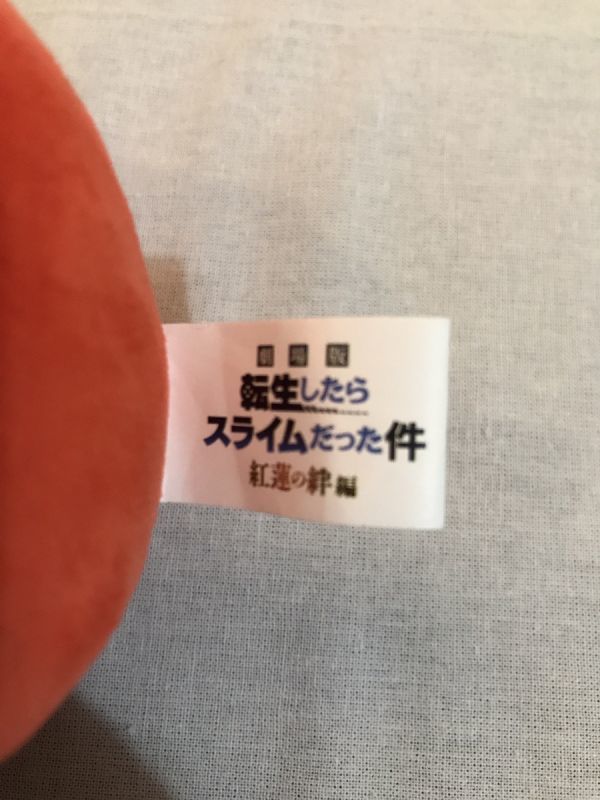 劇場版
転生したら
スライムだった件
紅蓮の絆編